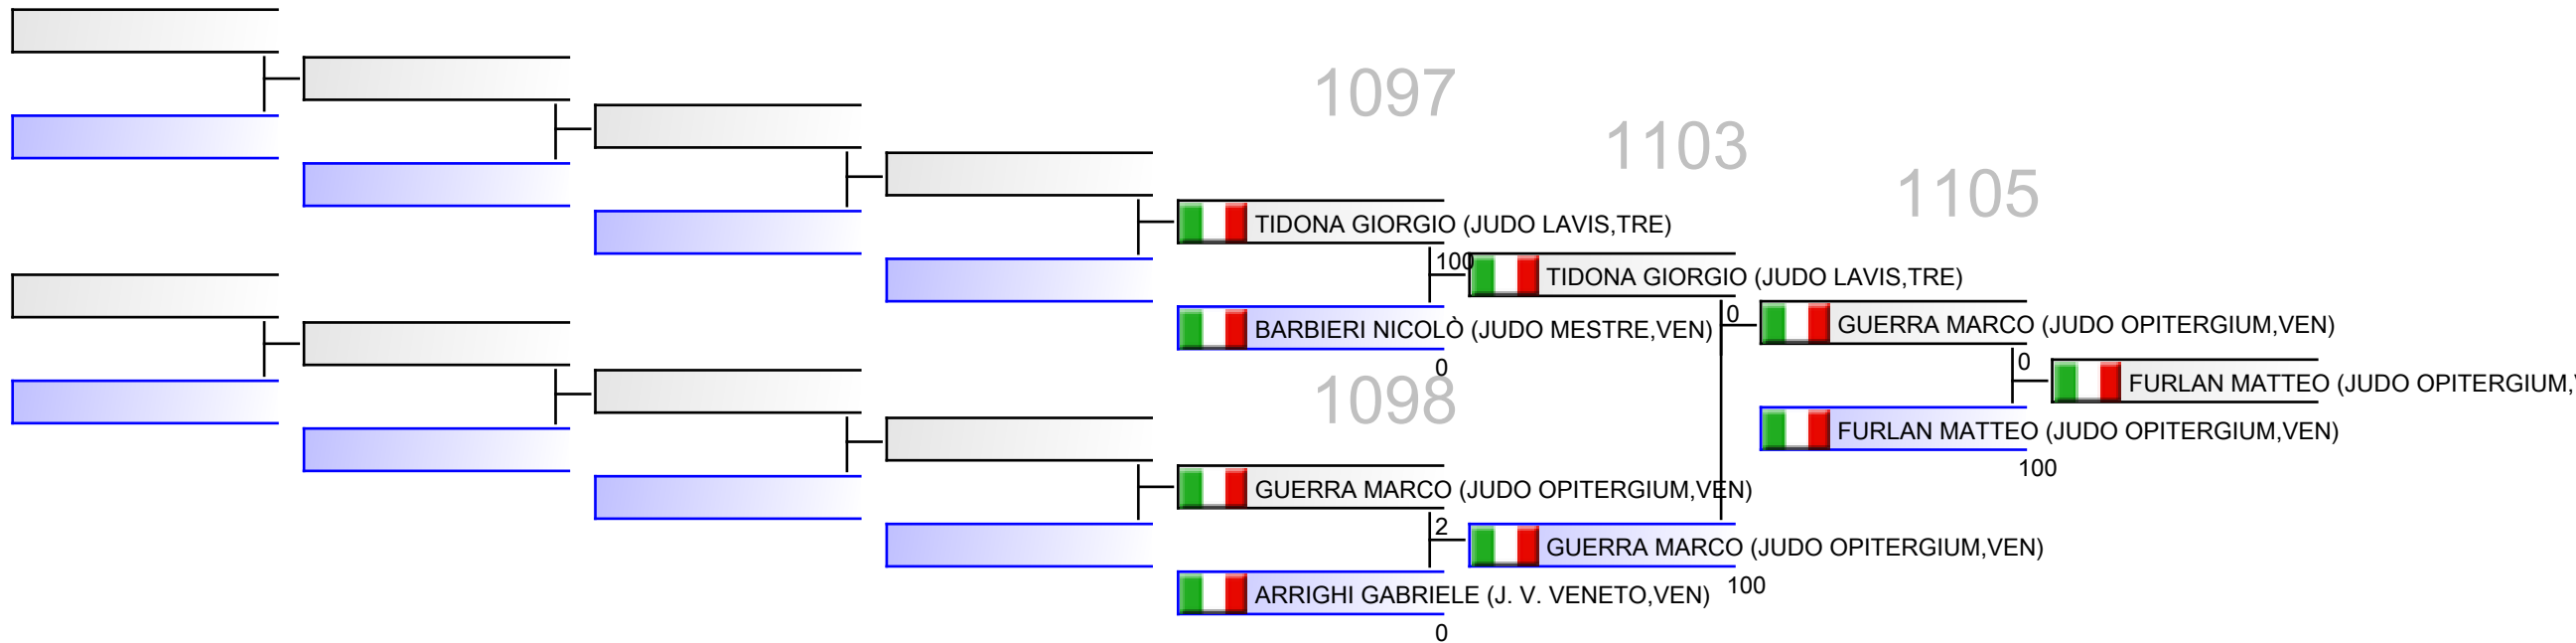 1097
1103
1105
TIDONA GIORGIO (JUDO LAVIS,TRE)
100
TIDONA GIORGIO (JUDO LAVIS,TRE)
0
BARBIERI NICOLÒ (JUDO MESTRE,VEN)
0
GUERRA MARCO (JUDO OPITERGIUM,VEN)
0
FURLAN MATTEO (JUDO OPITERGIUM,
FURLAN MATTEO (JUDO OPITERGIUM,VEN)
100
1098
GUERRA MARCO (JUDO OPITERGIUM,VEN)
2
GUERRA MARCO (JUDO OPITERGIUM,VEN)
100
ARRIGHI GABRIELE (J. V. VENETO,VEN)
0